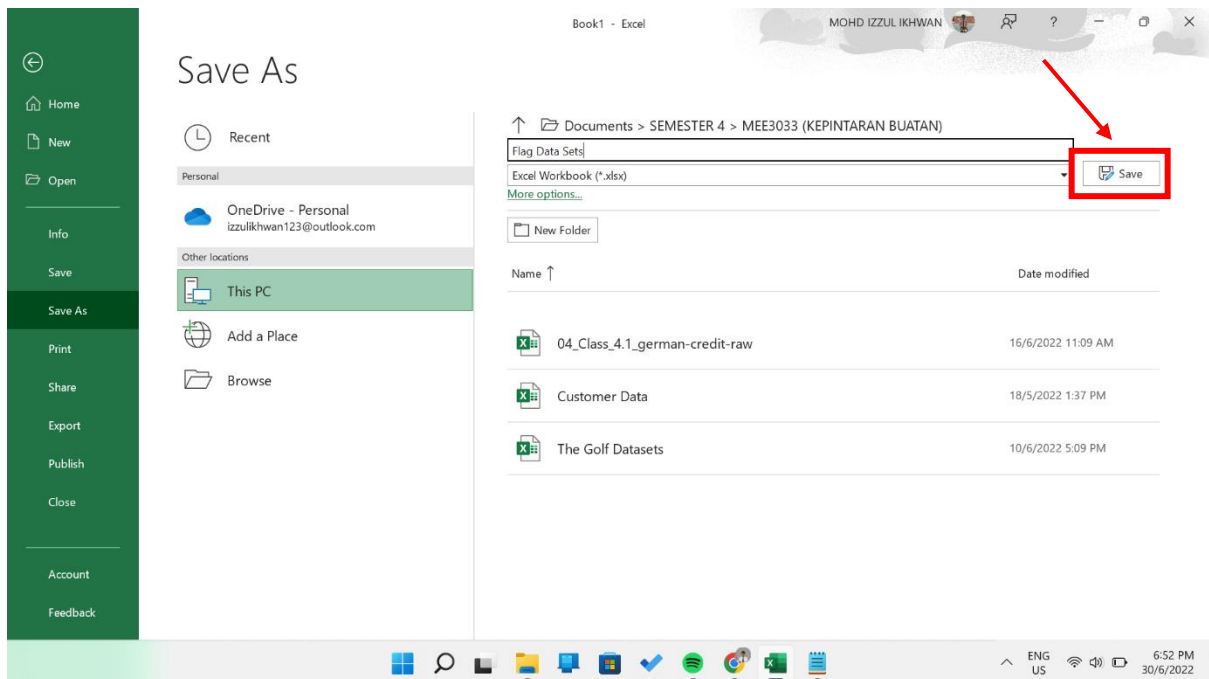 Book1 - Excel
MOHD IZZUL IKHWAN
?
Save As
Home
New
Open
Info
Save
Save As
Print
Share
Export
Publish
Close
Account
Feedback
Recent
Personal
OneDrive - Personal
izzulikhwan123@outlook.com
Other locations
This PC
Add a Place
Browse
Documents > SEMESTER 4 > MEE3033 (KEPINTARAN BUATAN)
Flag Data Sets
Excel Workbook (*.xlsx)
Save
More options...
New Folder
Name ↑ Date modified
04_Class_4.1_german-credit-raw 16/6/2022 11:09 AM
Customer Data 18/5/2022 1:37 PM
The Golf Datasets 10/6/2022 5:09 PM
ENG
US
6:52 PM
30/6/2022